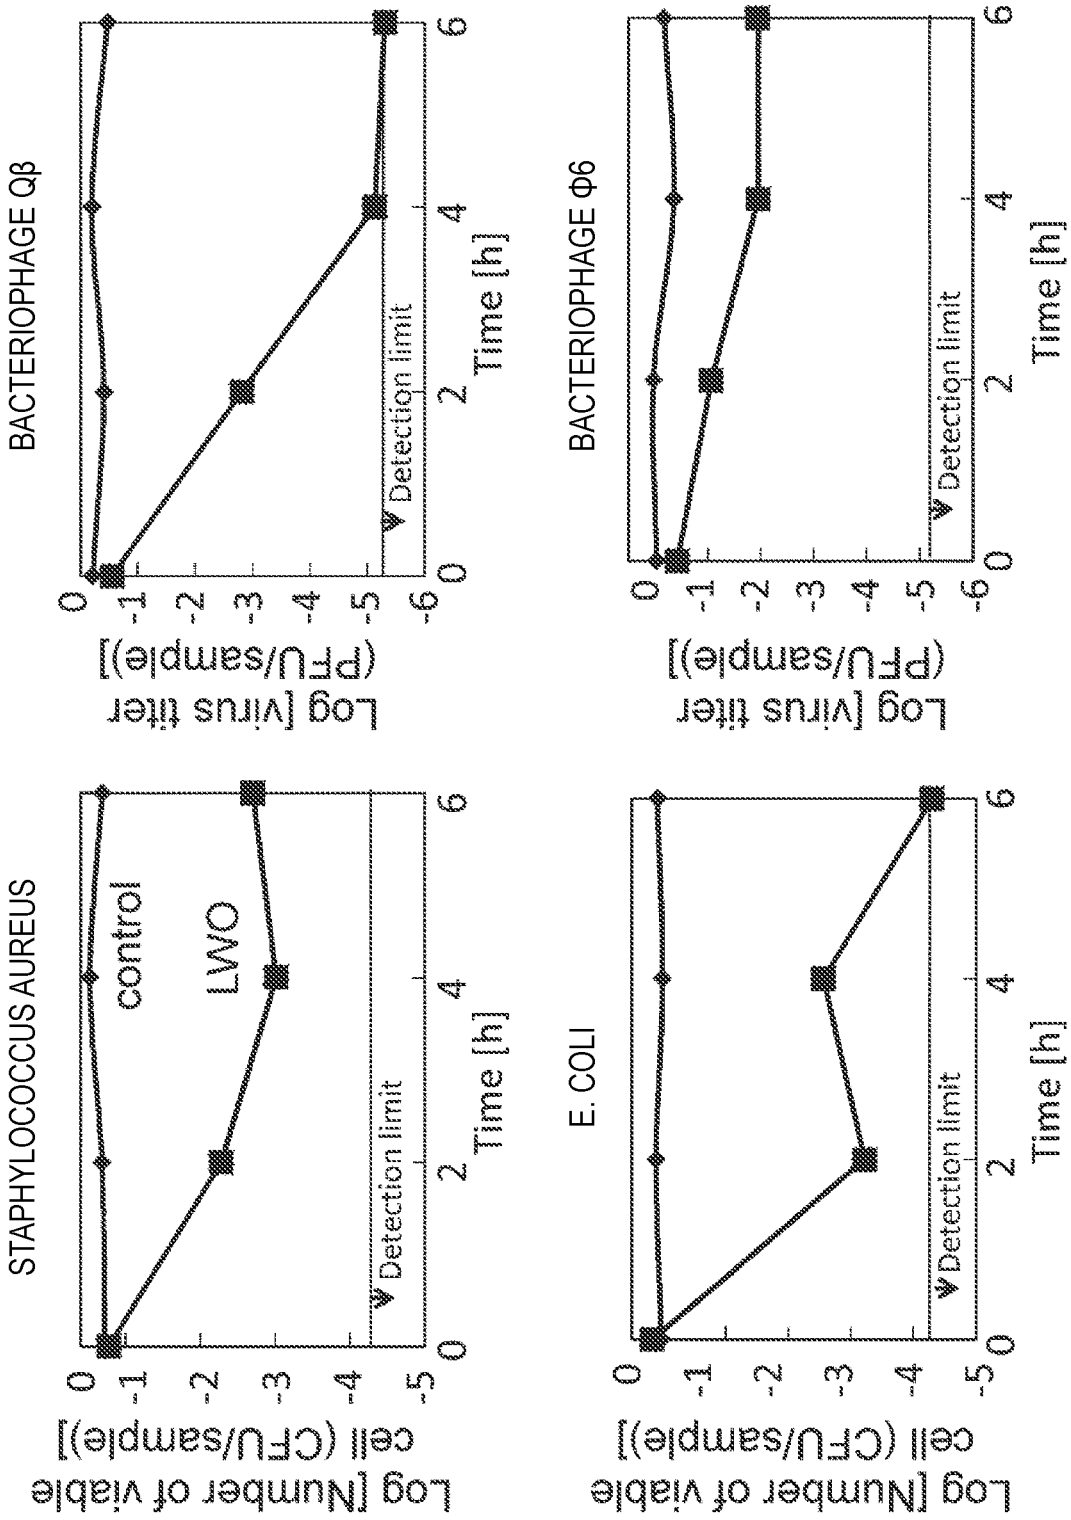 STAPHYLOCOCCUS AUREUS
Log [Number of viable
cell (CFU/sample)]
0
-1
-2
-3
-4
-5
control
LWO
Detection limit
0
2
4
6
Time [h]
BACTERIOPHAGE Qβ
Log [virus titer
(PFU/sample)]
0
-1
-2
-3
-4
-5
-6
Detection limit
0
2
4
6
Time [h]
E. COLI
Log [Number of viable
cell (CFU/sample)]
0
-1
-2
-3
-4
-5
Detection limit
0
2
4
6
Time [h]
BACTERIOPHAGE Φ6
Log [virus titer
(PFU/sample)]
0
-1
-2
-3
-4
-5
-6
Detection limit
0
2
4
6
Time [h]